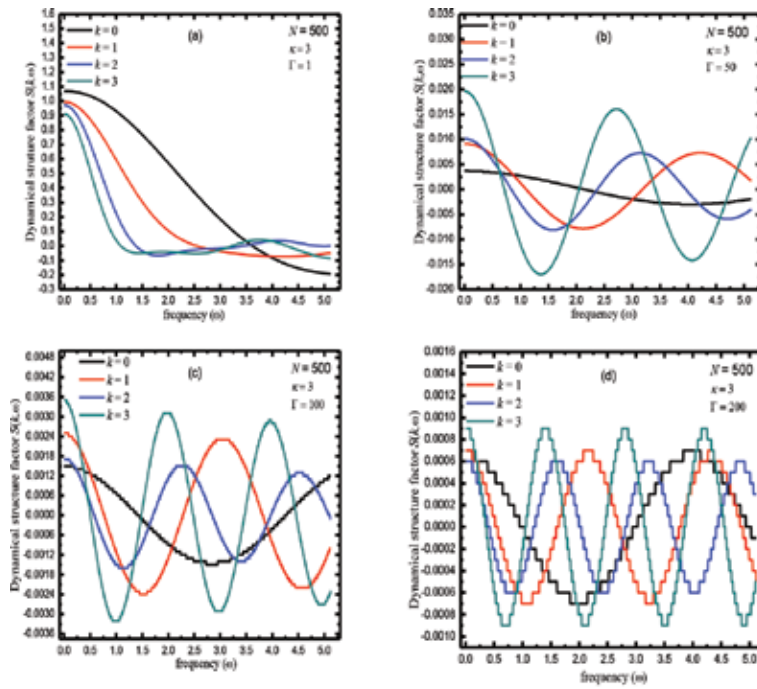 1.6
1.5
1.4
1.3
1.2
1.1
1.0
0.9
0.8
0.7
0.6
0.5
0.4
0.3
0.2
0.1
0.0
-0.1
-0.2
-0.3
Dynamical struture factor S(k,ω)
k = 0
k = 1
k = 2
k = 3
(a)
N = 500
κ = 3
Γ = 1
0.0 0.5 1.0 1.5 2.0 2.5 3.0 3.5 4.0 4.5 5.0
frequency (ω)
0.035
0.030
0.025
0.020
0.015
0.010
0.005
0.000
0.005
-0.010
-0.015
-0.020
Dynamical structure factor S(k,ω)
k = 0
k - 1
k = 2
k = 3
(b)
N = 500
κ = 3
Γ = 50
0.0 0.5 1.0 1.5 2.0 2.5 3.0 3.5 4.0 4.5 5.0
frequency (ω)
0.0048
0.0042
0.0036
0.0030
0.0024
0.0018
0.0012
0.0006
0.0000
-0.0006
-0.0012
-0.0018
-0.0024
-0.0030
-0.0036
Dynamical structure factor S(k,ω)
k = 0
k = 1
k = 2
k = 3
(c)
N = 500
κ = 3
Γ = 100
0.0 0.5 1.0 1.5 2.0 2.5 3.0 3.5 4.0 4.5 5.0
frequency (ω)
0.0016
0.0014
0.0012
0.0010
0.0008
0.0006
0.0004
0.0002
0.0000
-0.0002
-0.0004
-0.0006
-0.0008
-0.0010
Dynamical structure factor S(k,ω)
k = 0
k = 1
k = 2
k = 3
(d)
N = 500
κ = 3
Γ = 200
0.0 0.5 1.0 1.5 2.0 2.5 3.0 3.5 4.0 4.5 5.0
frequency (ω)